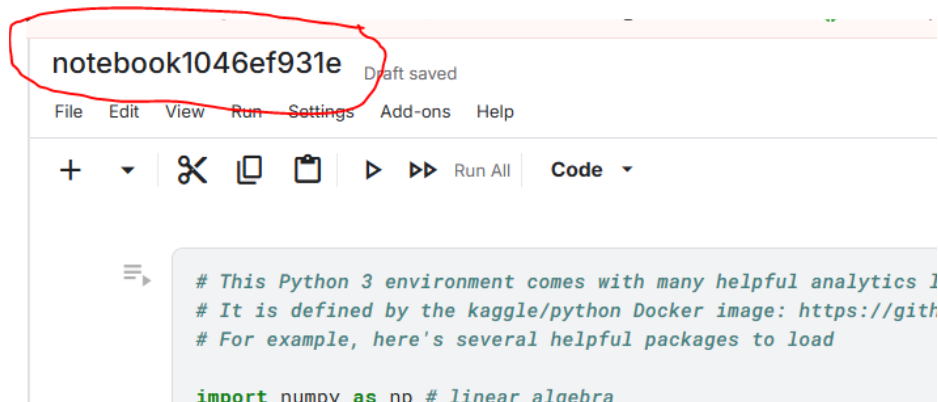 notebook1046ef931e Draft saved
File Edit View Run Settings Add-ons Help
Run All Code
# This Python 3 environment comes with many helpful analytics
# It is defined by the kaggle/python Docker image: https://gith
# For example, here's several helpful packages to load
import numpy as np # linear algebra